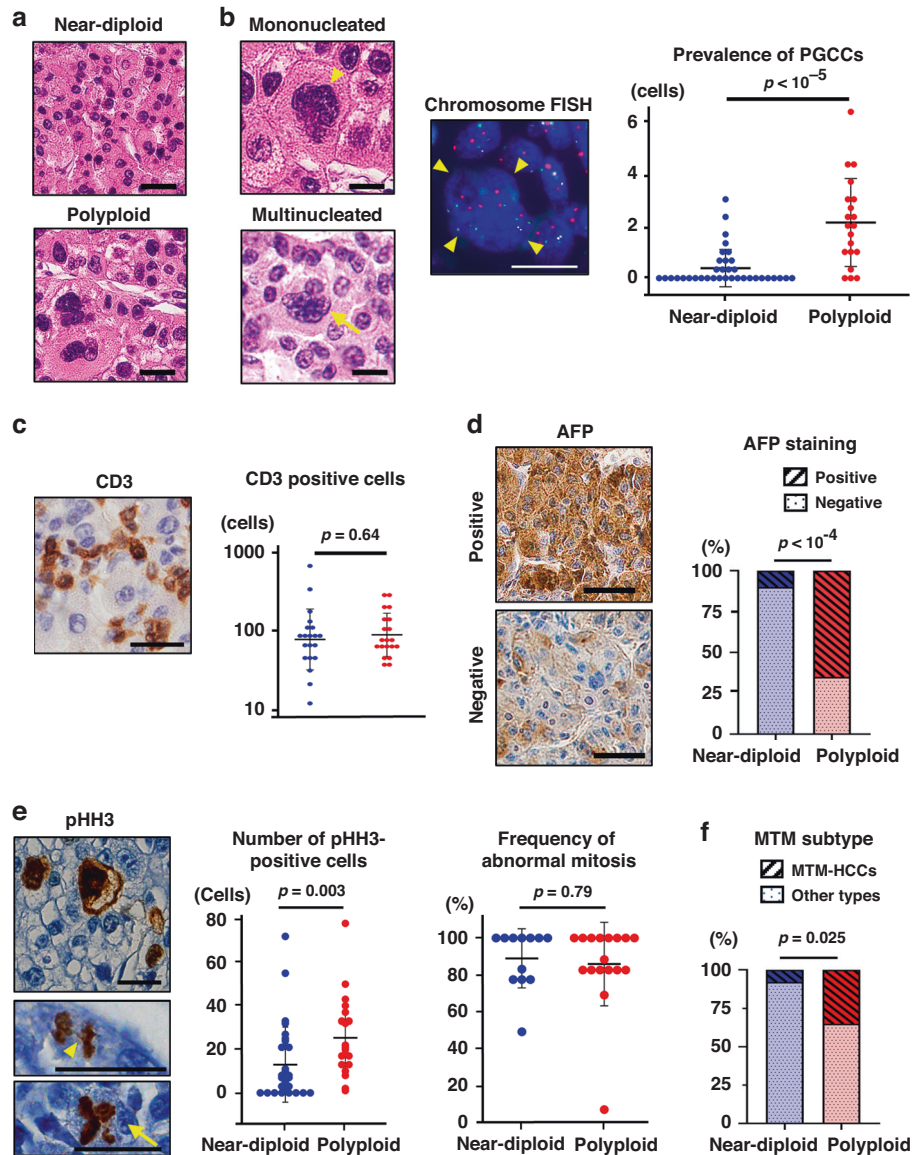 a
Near-diploid
Polyploid
b
Mononucleated
Multinucleated
Chromosome FISH
Prevalence of PGCCs
(cells)
p < 10–5
6
4
2
0
Near-diploid
Polyploid
c
CD3
CD3 positive cells
(cells)
p = 0.64
1000
100
10
d
AFP
Positive
Negative
AFP staining
Positive
Negative
(%)
p < 10-4
100
75
50
25
0
Near-diploid
Polyploid
e
pHH3
Number of pHH3-
positive cells
(Cells)
p = 0.003
80
60
40
20
0
Near-diploid
Polyploid
Frequency of
abnormal mitosis
(%)
p = 0.79
100
80
60
40
20
0
Near-diploid
Polyploid
f
MTM subtype
MTM-HCCs
Other types
(%)
p = 0.025
100
75
50
25
0
Near-diploid
Polyploid